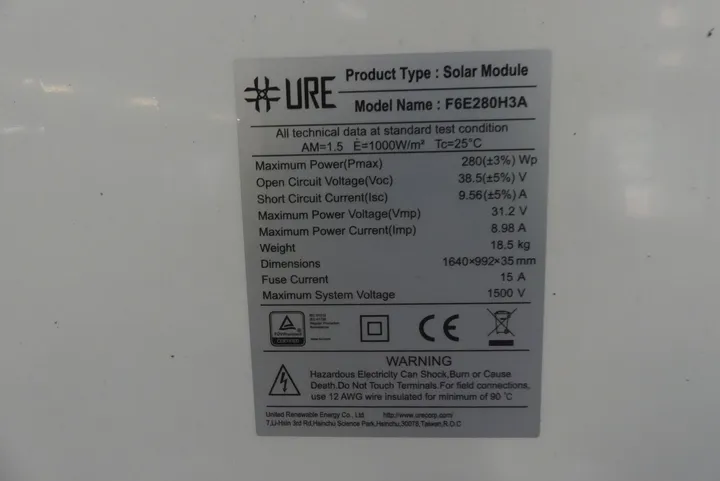 URE
Product Type : Solar Module
Model Name : F6E280H3A
All technical data at standard test condition
AM=1.5 E=1000W/m² Tc=25°C
Maximum Power(Pmax) 280(±3%) Wp
Open Circuit Voltage(Voc) 38.5(±5%) V
Short Circuit Current(Isc) 9.56(±5%) A
Maximum Power Voltage(Vmp) 31.2 V
Maximum Power Current(Imp) 8.98 A
Weight 18.5 kg
Dimensions 1640×992×35 mm
Fuse Current 15 A
Maximum System Voltage 1500 V
CERTIFIED
CE
WARNING
Hazardous Electricity Can Shock,Burn or Cause
Death.Do Not Touch Terminals.For field connections,
use 12 AWG wire insulated for minimum of 90 ℃
United Renewable Energy Co., Ltd http://www.urecorp.com/
7,Li-Hsin 3rd Rd,Hsinchu Science Park,Hsinchu,30078,Taiwan,R.O.C